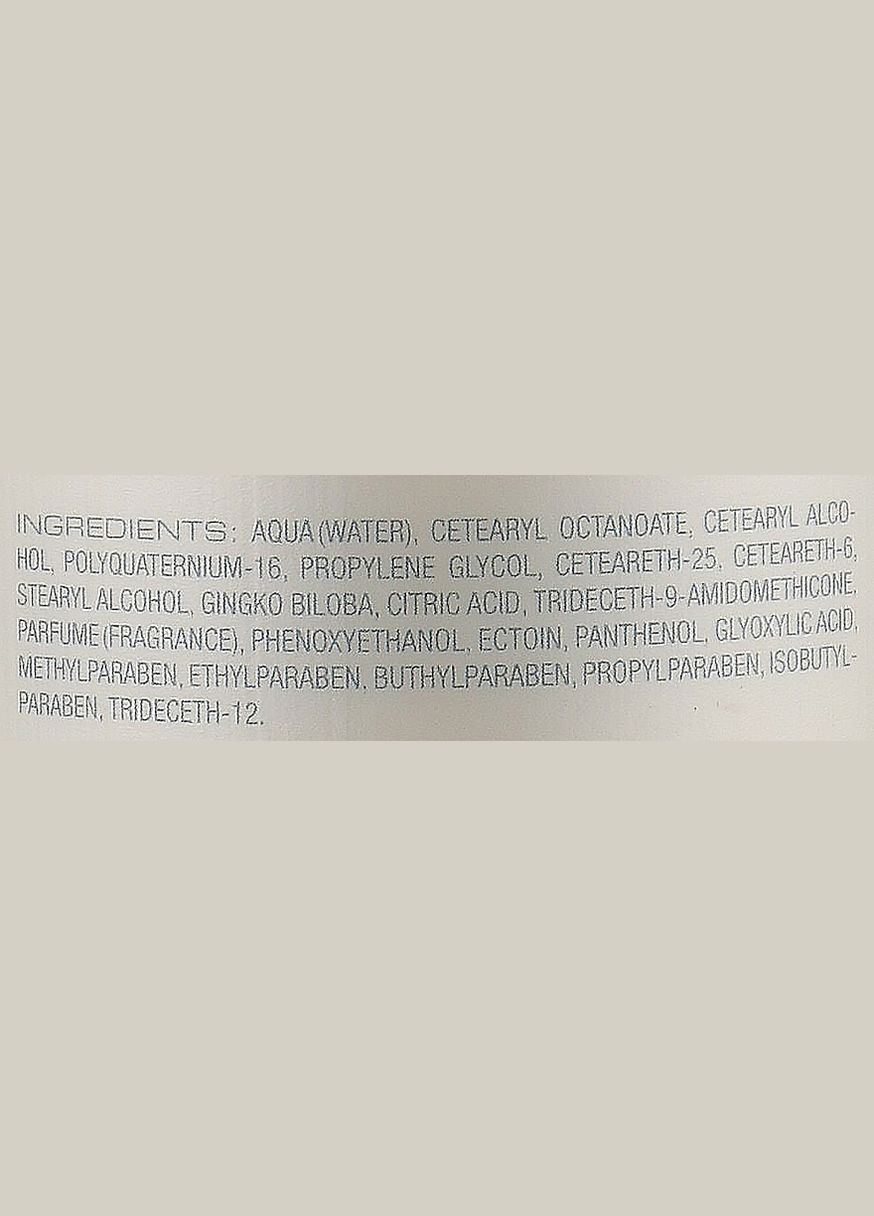 INGREDIENTS: AQUA (WATER), CETEARYL OCTANOATE, CETEARYL ALCO-
HOL, POLYQUATERNIUM-16, PROPYLENE GLYCOL, CETEARETH-25, CETEARETH-6,
STEARYL ALCOHOL, GINGKO BILOBA, CITRIC ACID, TRIDECETH-9-AMIDOMETHICONE,
PARFUME (FRAGRANCE), PHENOXYETHANOL, ECTOIN, PANTHENOL, GLYOXYLIC ACID,
METHYLPARABEN, ETHYLPARABEN, BUTHYLPARABEN, PROPYLPARABEN, ISOBUTYL-
PARABEN, TRIDECETH-12.